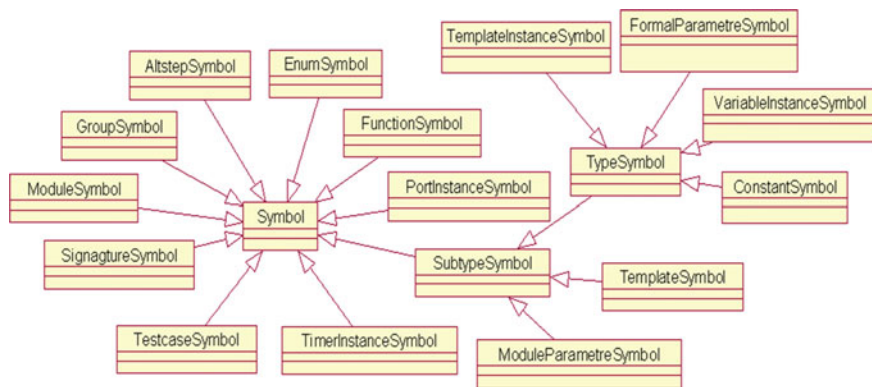 TemplateInstanceSymbol
FormalParametreSymbol
AltstepSymbol
EnumSymbol
VariableInstanceSymbol
GroupSymbol
FunctionSymbol
TypeSymbol
ModuleSymbol
PortInstanceSymbol
ConstantSymbol
Symbol
SignagtureSymbol
SubtypeSymbol
TemplateSymbol
TestcaseSymbol
TimerInstanceSymbol
ModuleParametreSymbol